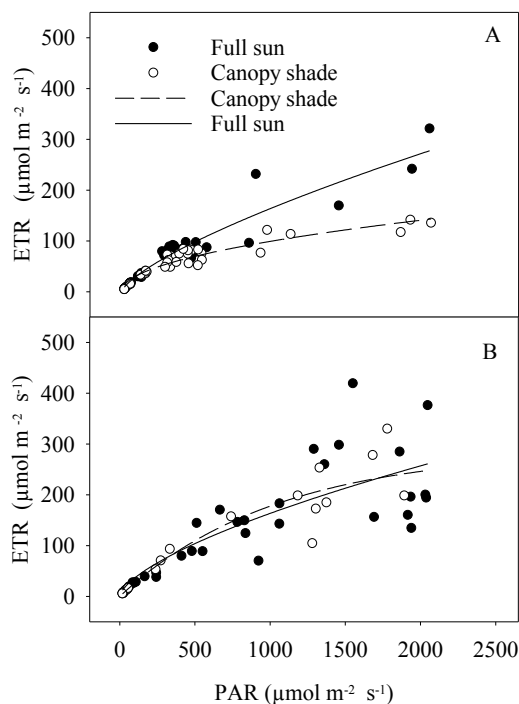 A
500
400
300
200
100
0
ETR (µmol m⁻² s⁻¹)
Full sun
Canopy shade
Canopy shade
Full sun
B
500
400
300
200
100
0
ETR (µmol m⁻² s⁻¹)
0 500 1000 1500 2000
PAR (µmol m⁻² s⁻¹)